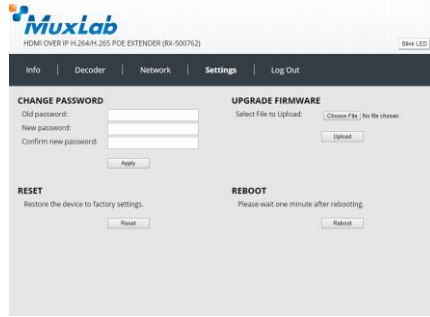 MuxLab
HDMI OVER IP H.264/H.265 POE EXTENDER (RX-500762)
Blink LED
Info | Decoder | Network | Settings | Log Out
CHANGE PASSWORD
Old password:
New password:
Confirm new password:
Apply
UPGRADE FIRMWARE
Select File to Upload: Choose File No file chosen
Upload
RESET
Restore the device to factory settings.
Reset
REBOOT
Please wait one minute after rebooting.
Reboot